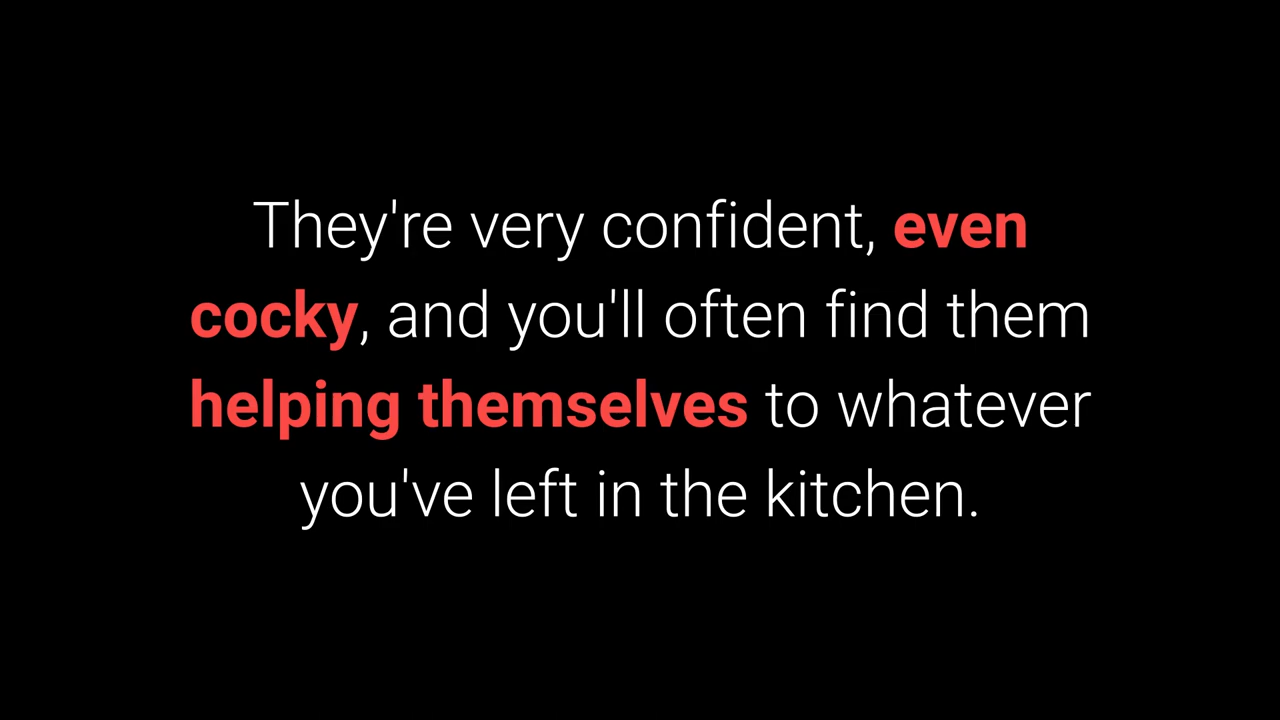 They're very confident, even
cocky, and you'll often find them
helping themselves to whatever
you've left in the kitchen.